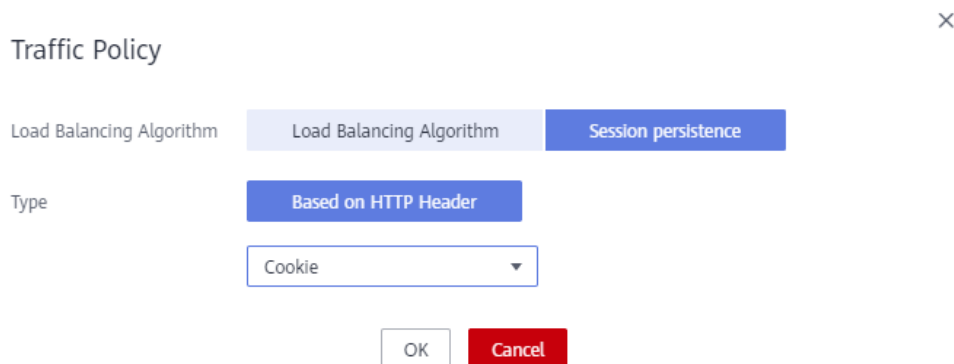 Traffic Policy
Load Balancing Algorithm Load Balancing Algorithm Session persistence
Type Based on HTTP Header
Cookie
OK Cancel